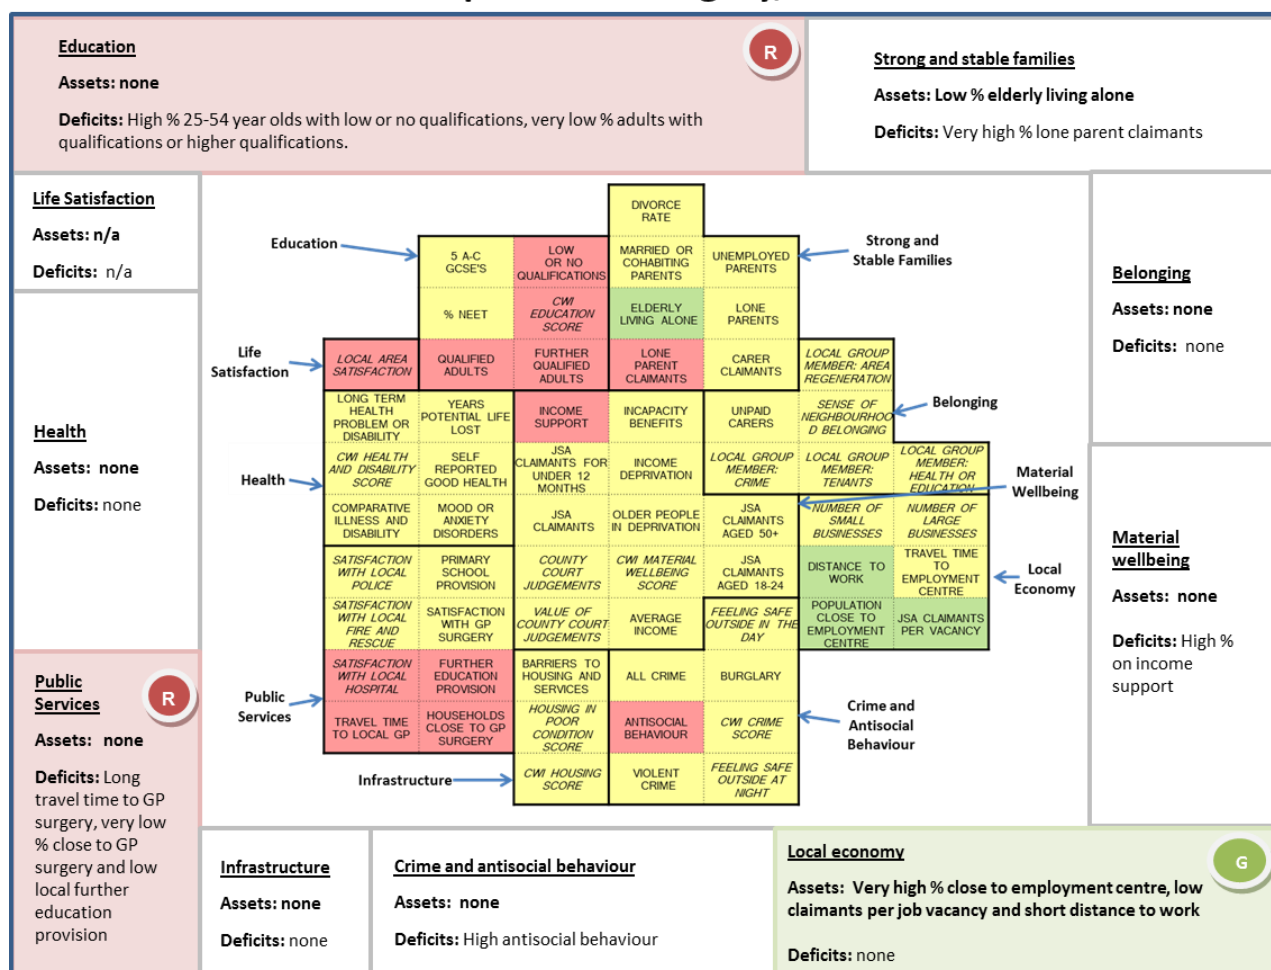 Education
R
Assets: none
Deficits: High % 25-54 year olds with low or no qualifications, very low % adults with
qualifications or higher qualifications.
Strong and stable families
Assets: Low % elderly living alone
Deficits: Very high % lone parent claimants
Life Satisfaction
Assets: n/a
Deficits: n/a
Health
Assets: none
Deficits: none
Public
Services
R
Assets: none
Deficits: Long
travel time to GP
surgery, very low
% close to GP
surgery and low
local further
education
provision
Education
Life
Satisfaction
Health
Public
Services
Infrastructure
DIVORCE
RATE
5 A-C
GCSE'S
LOW
OR NO
QUALIFICATIONS
MARRIED OR
COHABITING
PARENTS
UNEMPLOYED
PARENTS
% NEET
CWI
EDUCATION
SCORE
ELDERLY
LIVING ALONE
LONE
PARENTS
LOCAL AREA
SATISFACTION
QUALIFIED
ADULTS
FURTHER
QUALIFIED
ADULTS
LONE
PARENT
CLAIMANTS
CARER
CLAIMANTS
LOCAL GROUP
MEMBER: AREA
REGENERATION
LONG TERM
HEALTH
PROBLEM OR
DISABILITY
YEARS
POTENTIAL LIFE
LOST
INCOME
SUPPORT
INCAPACITY
BENEFITS
UNPAID
CARERS
SENSE OF
NEIGHBOURHOO
D BELONGING
CWI HEALTH
AND DISABILITY
SCORE
SELF
REPORTED
GOOD HEALTH
JSA
CLAIMANTS FOR
UNDER 12
MONTHS
INCOME
DEPRIVATION
LOCAL GROUP
MEMBER:
CRIME
LOCAL GROUP
MEMBER:
TENANTS
LOCAL GROUP
MEMBER:
HEALTH OR
EDUCATION
COMPARATIVE
ILLNESS AND
DISABILITY
MOOD OR
ANXIETY
DISORDERS
JSA
CLAIMANTS
OLDER PEOPLE
IN DEPRIVATION
JSA
CLAIMANTS
AGED 50+
NUMBER OF
SMALL
BUSINESSES
NUMBER OF
LARGE
BUSINESSES
SATISFACTION
WITH LOCAL
POLICE
PRIMARY
SCHOOL
PROVISION
COUNTY
COURT
JUDGEMENTS
CWI MATERIAL
WELLBEING
SCORE
JSA
CLAIMANTS
AGED 18-24
DISTANCE TO
WORK
TRAVEL TIME
TO
EMPLOYMENT
CENTRE
SATISFACTION
WITH LOCAL
FIRE AND
RESCUE
SATISFACTION
WITH GP
SURGERY
VALUE OF
COUNTY COURT
JUDGEMENTS
AVERAGE
INCOME
FEELING SAFE
OUTSIDE IN THE
DAY
POPULATION
CLOSE TO
EMPLOYMENT
CENTRE
JSA CLAIMANTS
PER VACANCY
SATISFACTION
WITH LOCAL
HOSPITAL
FURTHER
EDUCATION
PROVISION
BARRIERS TO
HOUSING AND
SERVICES
ALL CRIME
BURGLARY
TRAVEL TIME
TO LOCAL GP
HOUSEHOLDS
CLOSE TO GP
SURGERY
HOUSING IN
POOR
CONDITION
SCORE
ANTISOCIAL
BEHAVIOUR
CWI CRIME
SCORE
CWI HOUSING
SCORE
VIOLENT
CRIME
FEELING SAFE
OUTSIDE AT
NIGHT
Strong and
Stable Families
Belonging
Material
Wellbeing
Local
Economy
Crime and
Antisocial
Behaviour
Belonging
Assets: none
Deficits: none
Material
wellbeing
Assets: none
Deficits: High %
on income
support
Infrastructure
Assets: none
Deficits: none
Crime and antisocial behaviour
Assets: none
Deficits: High antisocial behaviour
Local economy
G
Assets: Very high % close to employment centre, low
claimants per job vacancy and short distance to work
Deficits: none